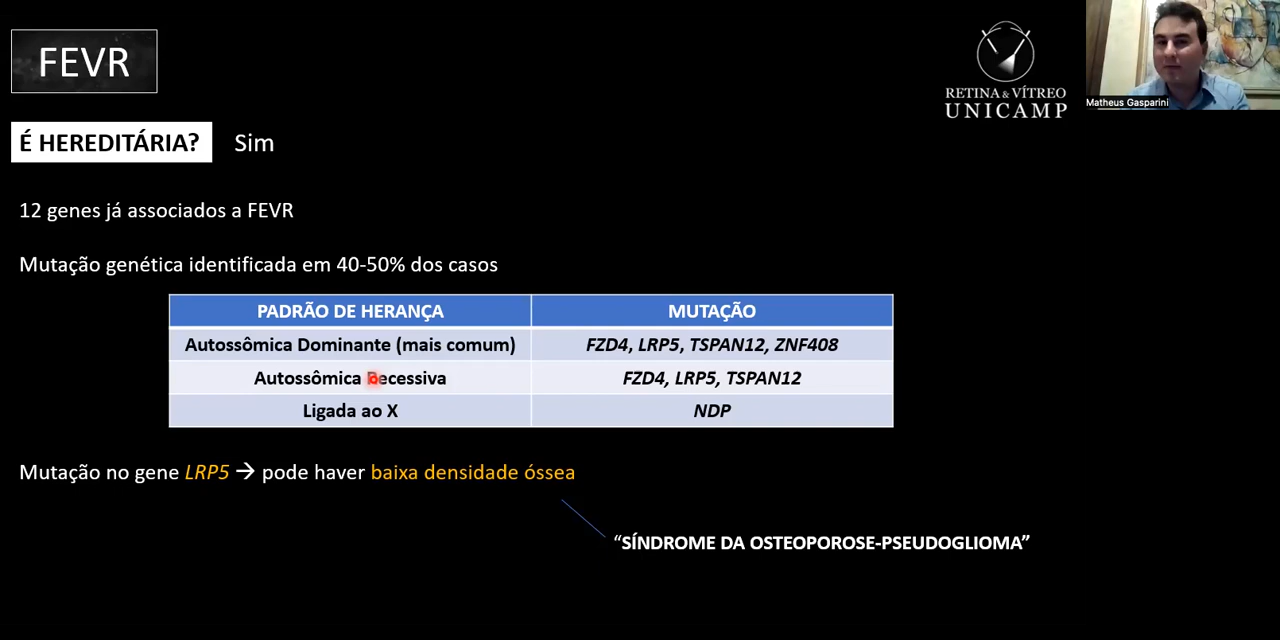 FEVR
RETINA & VÍTREO
UNICAMP
Matheus Gasparini
É HEREDITÁRIA? Sim
12 genes já associados a FEVR
Mutação genética identificada em 40-50% dos casos
PADRÃO DE HERANÇA MUTAÇÃO
Autossômica Dominante (mais comum) FZD4, LRP5, TSPAN12, ZNF408
Autossômica Recessiva FZD4, LRP5, TSPAN12
Ligada ao X NDP
Mutação no gene LRP5 → pode haver baixa densidade óssea
“SÍNDROME DA OSTEOPOROSE-PSEUDOGLIOMA”